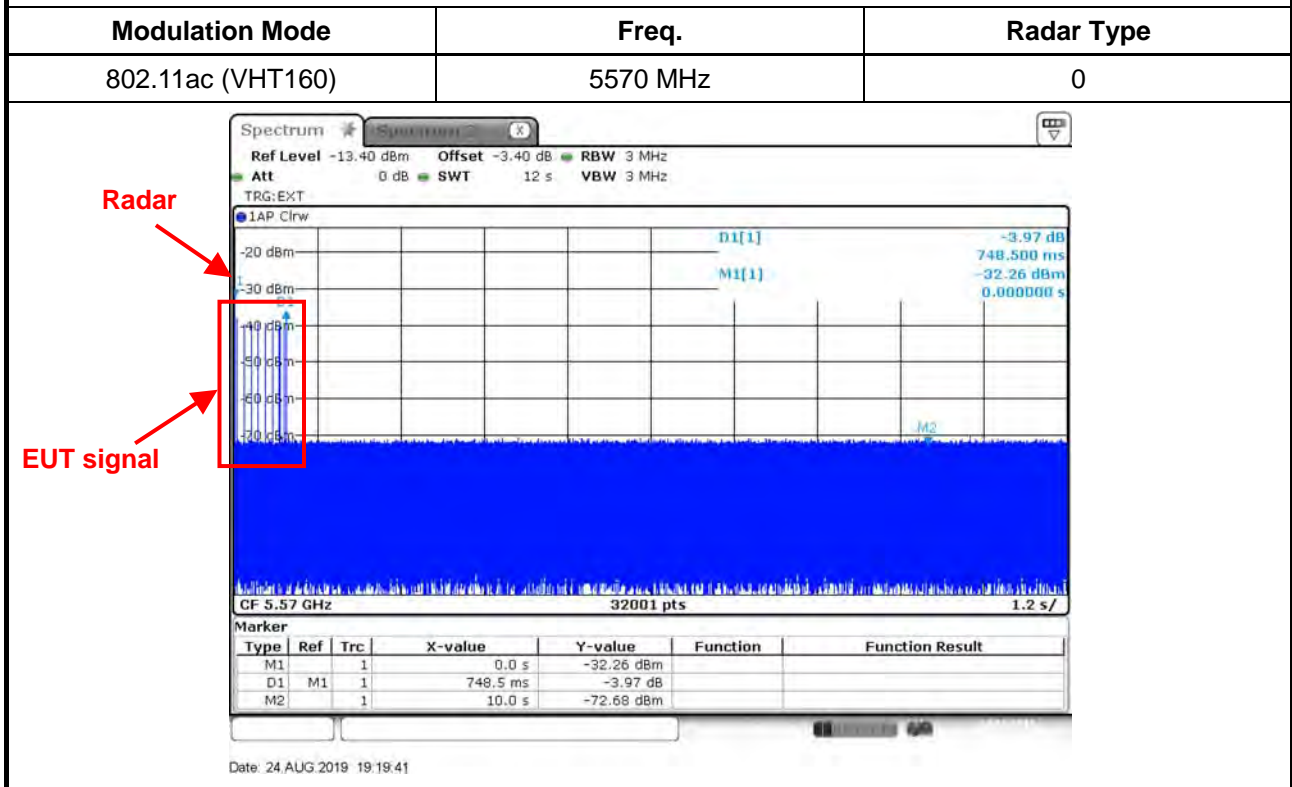 Modulation Mode Freq. Radar Type
802.11ac (VHT160) 5570 MHz 0
Spectrum X
Ref Level -13.40 dBm Offset -3.40 dB RBW 3 MHz
Att 0 dB SWT 12 s VBW 3 MHz
TRG:EXT
Radar
1AP Clrw
D1[1] -3.97 dB
-20 dBm
748.500 ms
M1[1] -32.26 dBm
-30 dBm
0.000000 s
D1
-40 dBm
-50 dBm
-60 dBm
M2
-70 dBm
EUT signal
CF 5.57 GHz 32001 pts 1.2 s/
Marker
Type Ref Trc X-value Y-value Function Function Result
M1 1 0.0 s -32.26 dBm
D1 M1 1 748.5 ms -3.97 dB
M2 1 10.0 s -72.68 dBm
Date: 24.AUG.2019 19:19:41